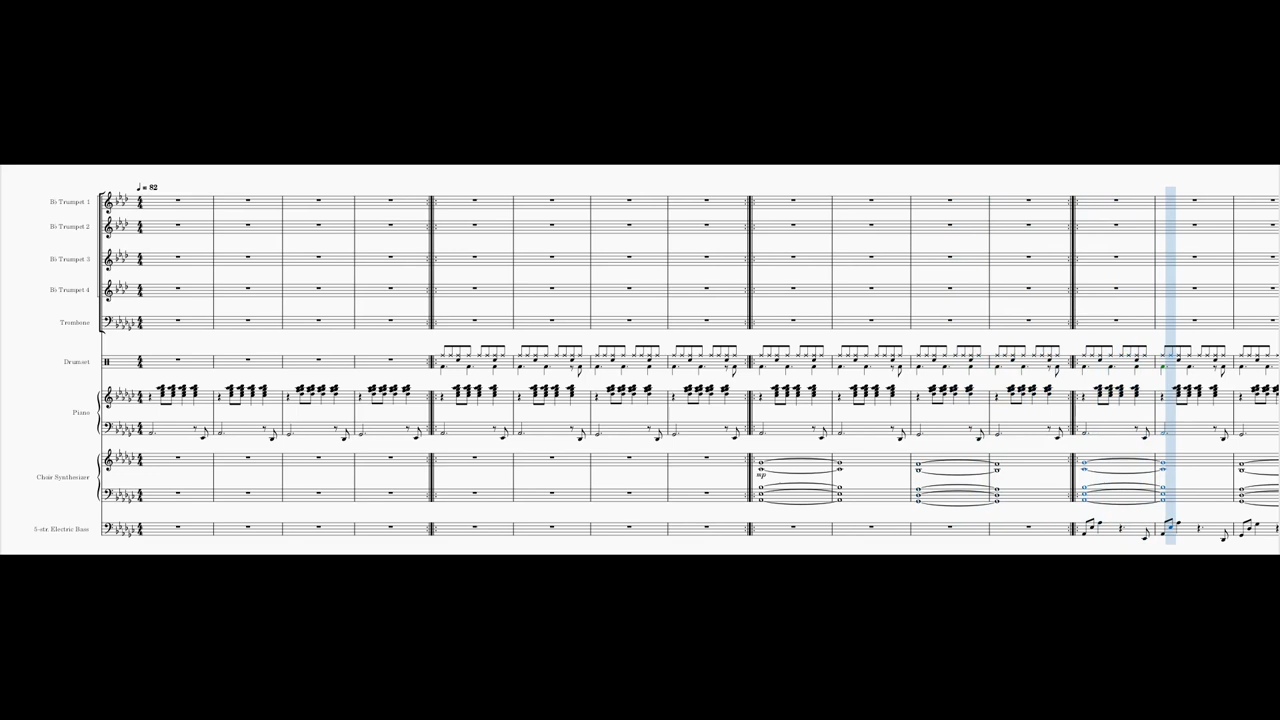 ♩ = 82
B♭ Trumpet 1
B♭ Trumpet 2
B♭ Trumpet 3
B♭ Trumpet 4
Trombone
Drumset
Piano
Choir Synthesizer
mp
5-str. Electric Bass